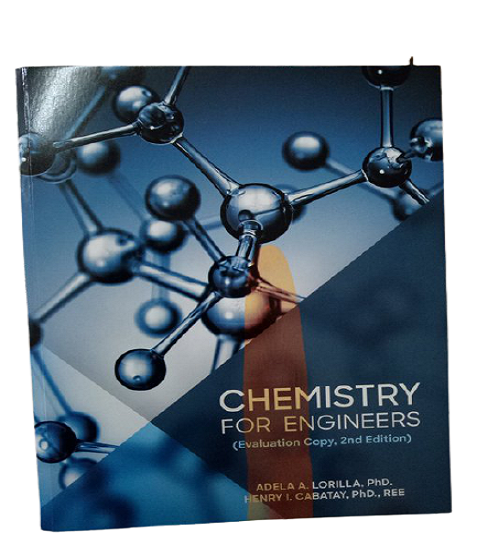 CHEMISTRY
FOR ENGINEERS
(Evaluation Copy, 2nd Edition)
ADELA A. LORILLA, PhD.
HENRY I. CABATAY, PhD., REE